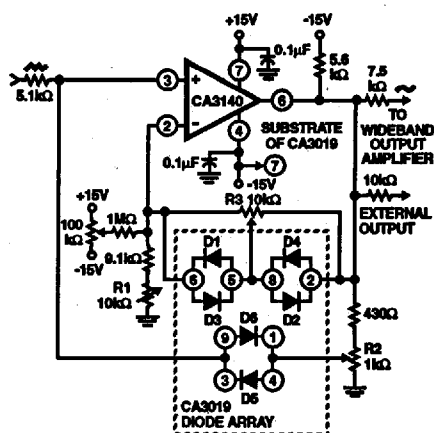 +15V
-15V
0.1µF
5.6
kΩ
7
7.5
kΩ
5.1kΩ
3
+
CA3140
6
TO
WIDEBAND
OUTPUT
AMPLIFIER
2
–
4
SUBSTRATE
OF CA3019
0.1µF
7
-15V
10kΩ
EXTERNAL
OUTPUT
R3 10kΩ
+15V
100
kΩ
1MΩ
-15V
9.1kΩ
R1
10kΩ
D1
D4
6
5
8
2
D3
D2
430Ω
D6
9
1
R2
1kΩ
3
4
D5
CA3019
DIODE ARRAY